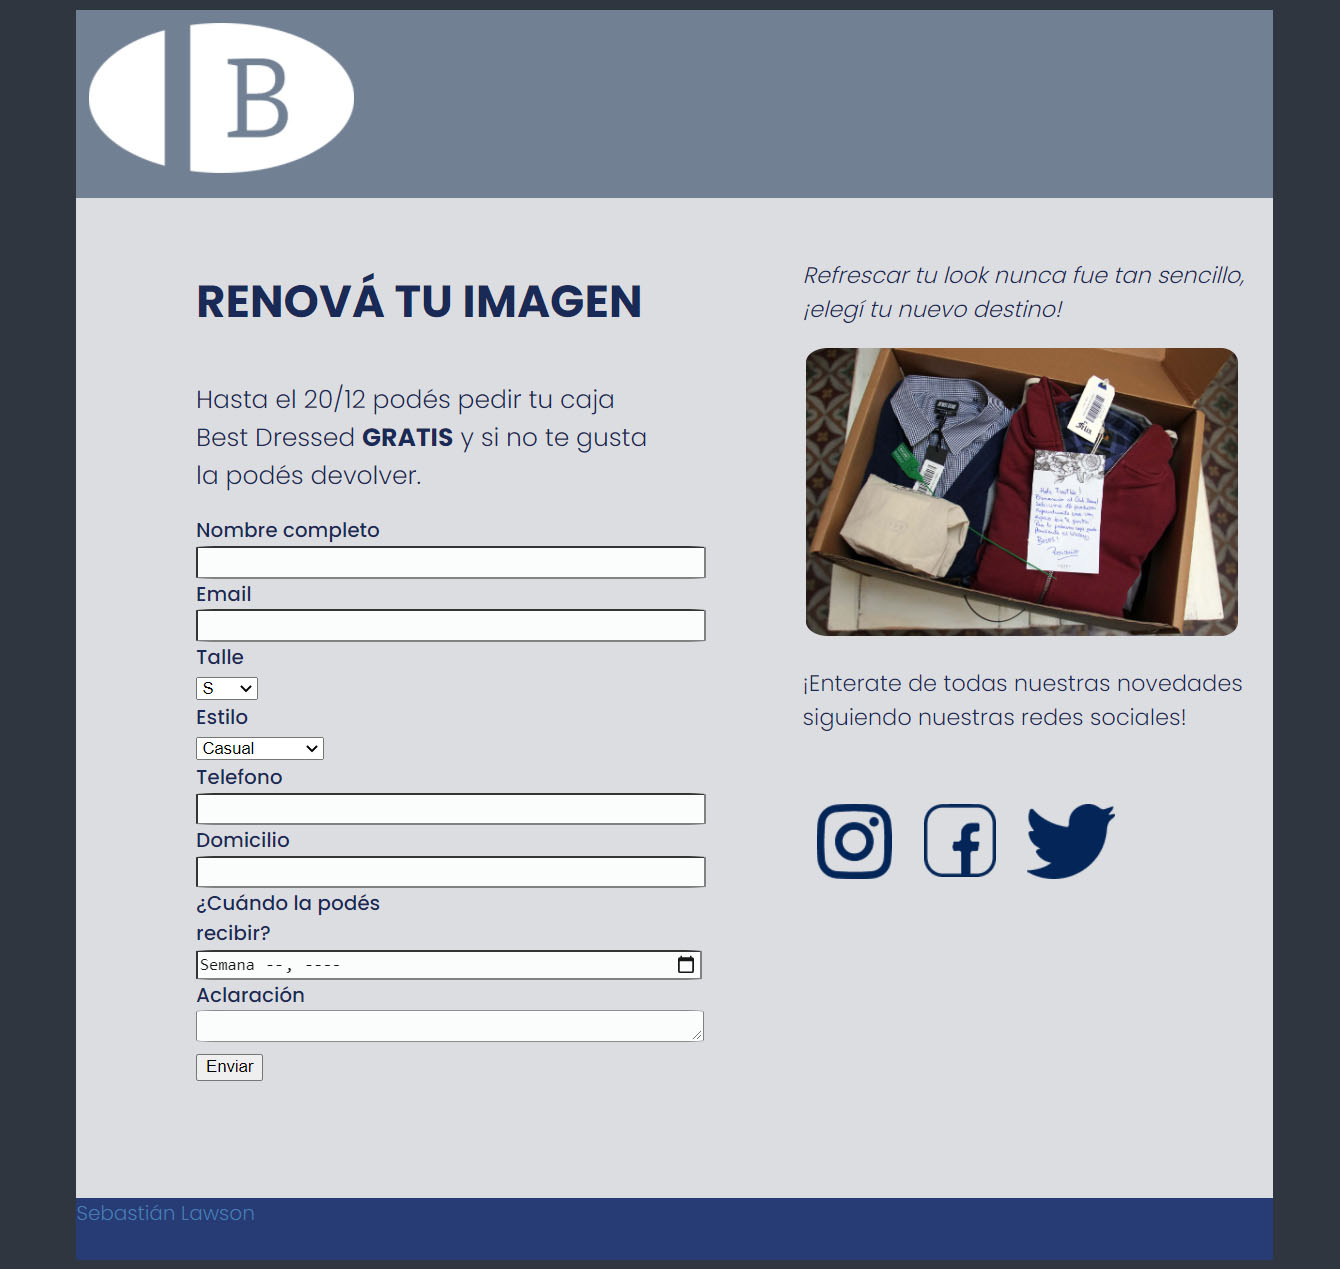 B
RENOVÁ TU IMAGEN
Hasta el 20/12 podés pedir tu caja
Best Dressed GRATIS y si no te gusta
la podés devolver.
Nombre completo
Email
Talle
S
Estilo
Casual
Telefono
Domicilio
¿Cuándo la podés
recibir?
Semana --, ----
Aclaración
Enviar
Refrescar tu look nunca fue tan sencillo,
¡elegí tu nuevo destino!
¡Enterate de todas nuestras novedades
siguiendo nuestras redes sociales!
Sebastián Lawson